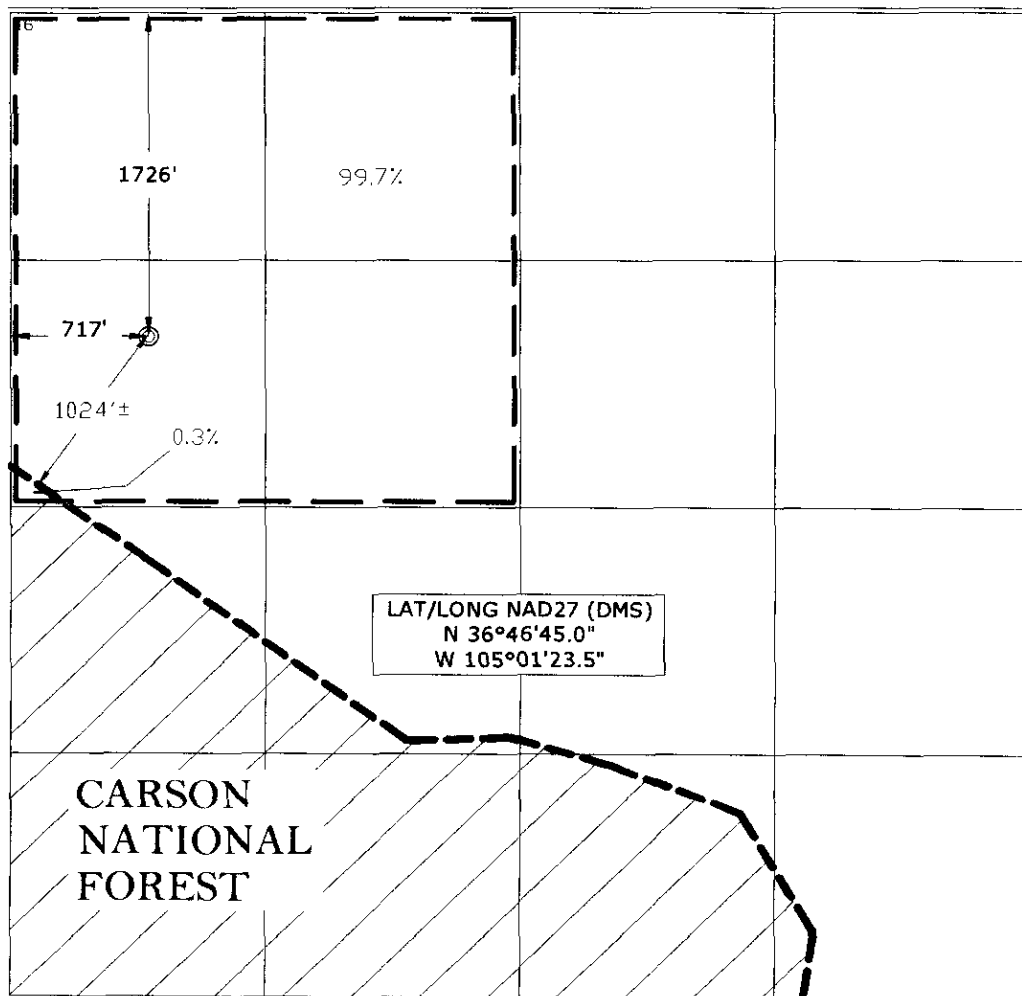 1726'
99.7%
717'
1024'±
0.3%
LAT/LONG NAD27 (DMS)
N 36°46'45.0"
W 105°01'23.5"
CARSON
NATIONAL
FOREST